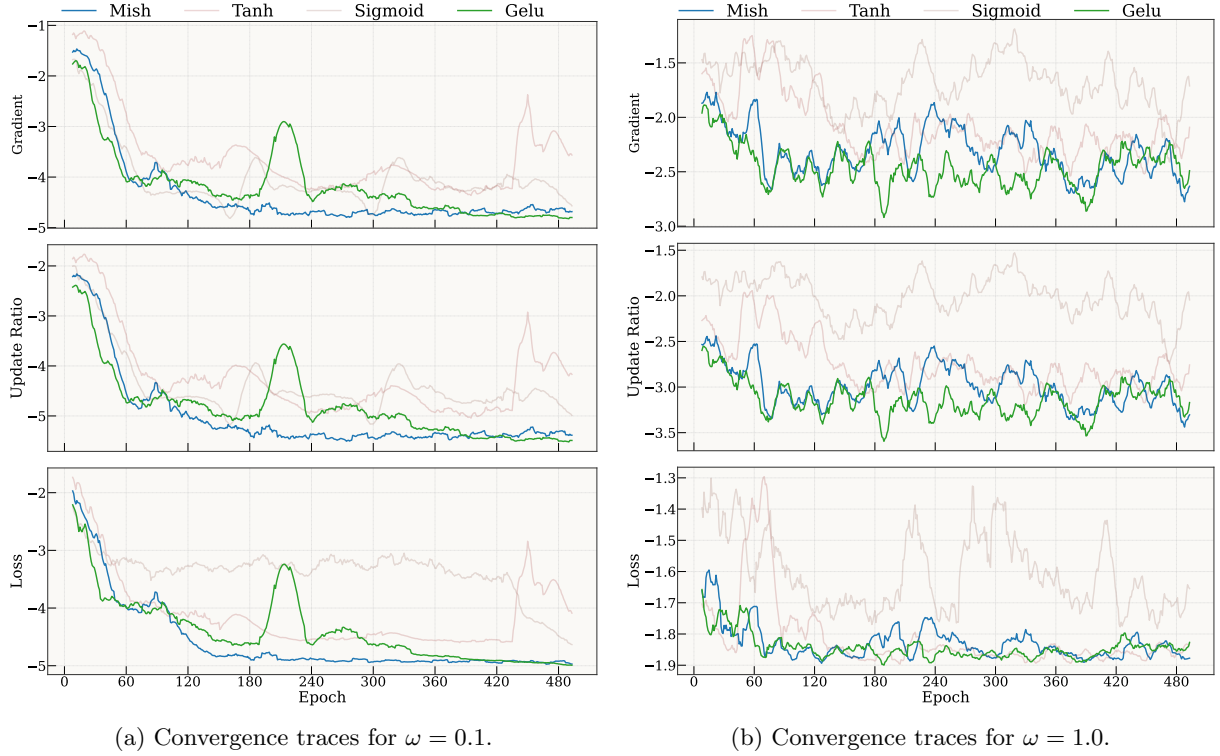 Mish Tanh Sigmoid Gelu
Mish Tanh Sigmoid Gelu
Gradient
−1
−2
−3
−4
−5
Gradient
−1.5
−2.0
−2.5
−3.0
Update Ratio
−2
−3
−4
−5
Update Ratio
−1.5
−2.0
−2.5
−3.0
−3.5
Loss
−2
−3
−4
−5
0 60 120 180 240 300 360 420 480
Epoch
Loss
−1.3
−1.4
−1.5
−1.6
−1.7
−1.8
−1.9
0 60 120 180 240 300 360 420 480
Epoch
(a) Convergence traces for ω = 0.1.
(b) Convergence traces for ω = 1.0.